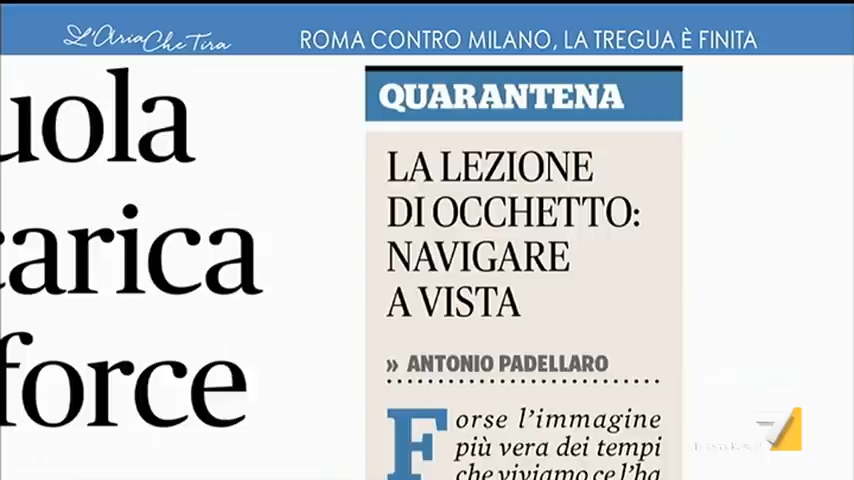 L'Aria Che Tira
ROMA CONTRO MILANO, LA TREGUA È FINITA
uola
carica
force
QUARANTENA
LA LEZIONE
DI OCCHETTO:
NAVIGARE
A VISTA
» ANTONIO PADELLARO
Forse l'immagine
più vera dei tempi
che viviamo ce l'ha
7